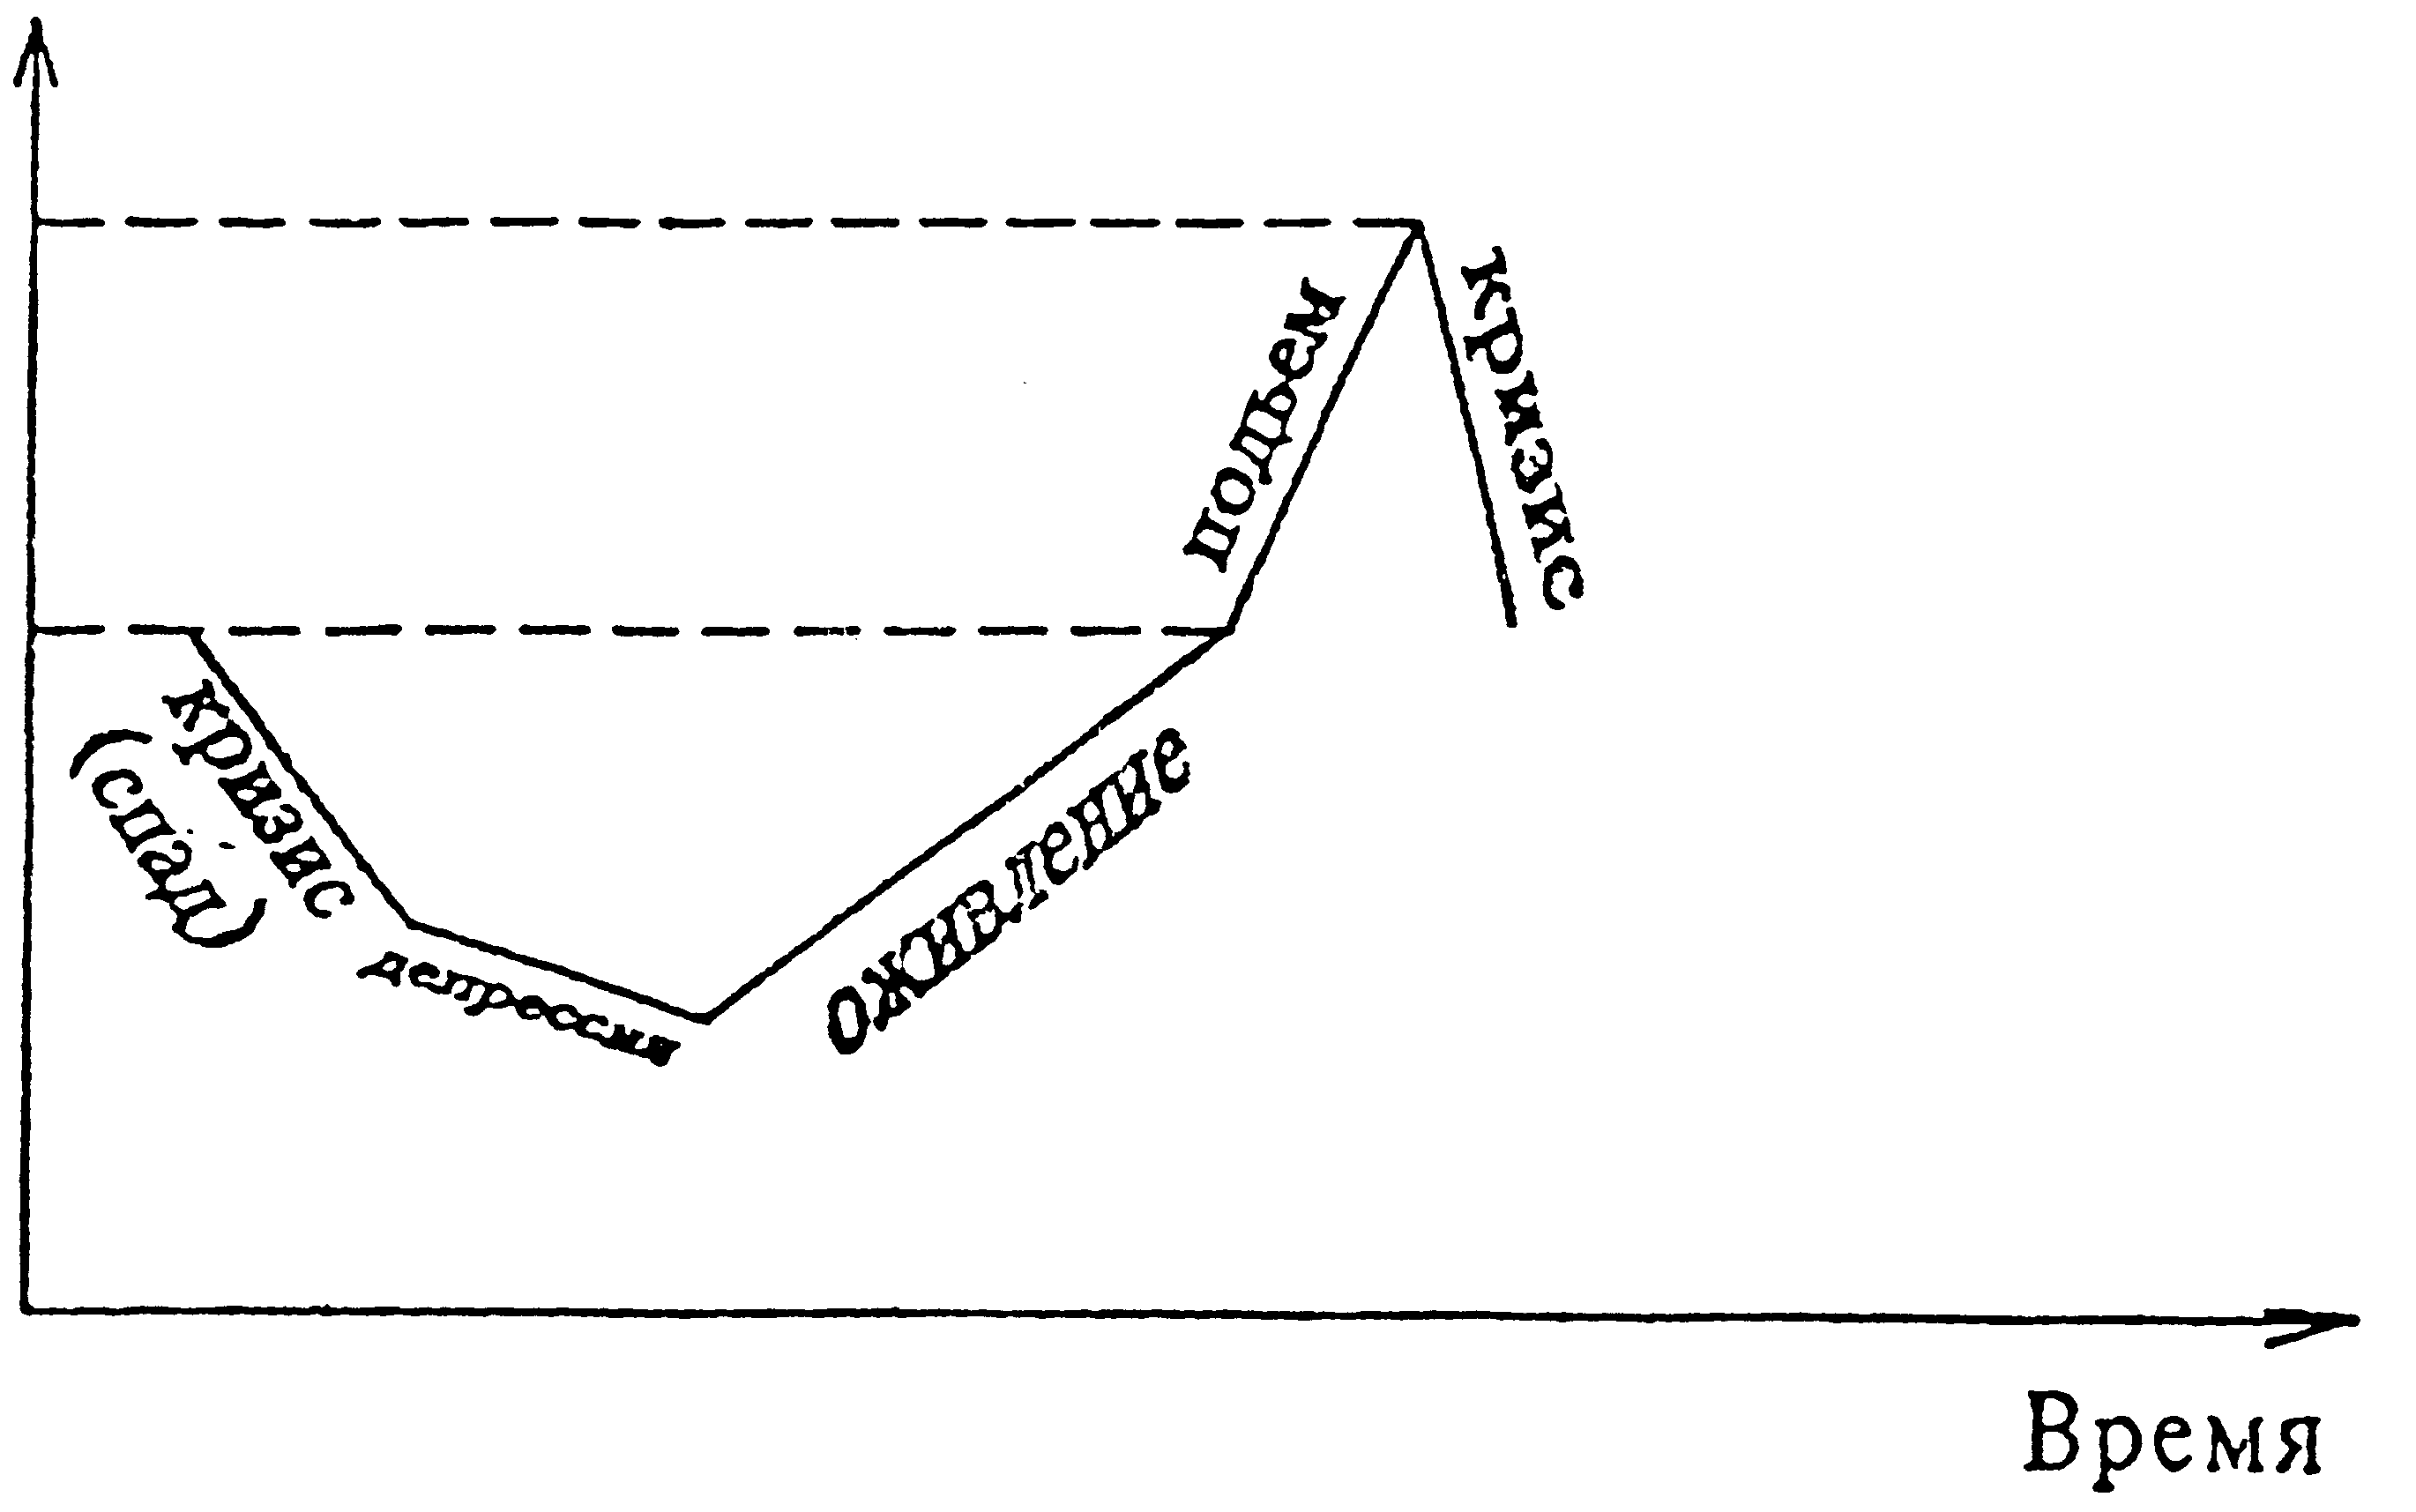 кризис
(спад)
депрессия
оживление
подъем
кризис
Время